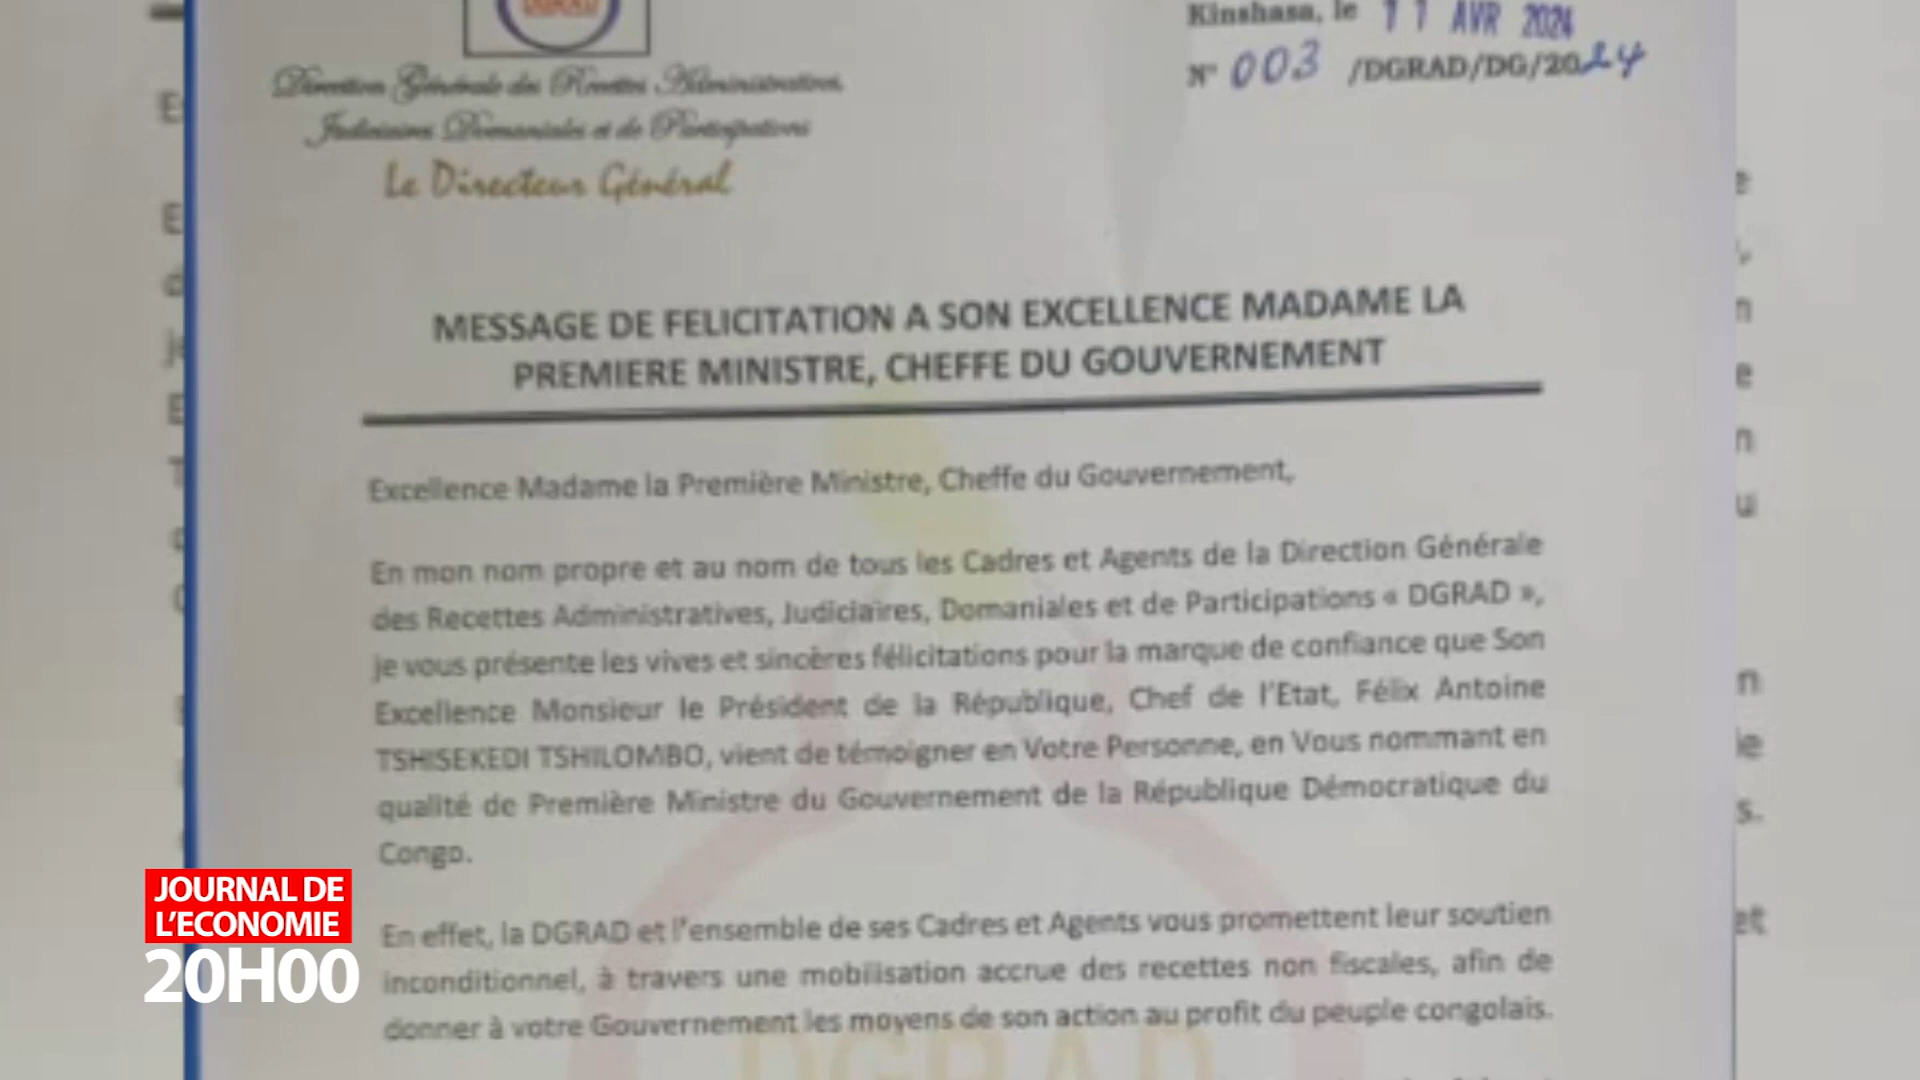 DGRAD
Kinshasa, le 11 AVR 2024
N° 003 /DGRAD/DG/2024
Direction Générale des Recettes Administratives,
Judiciaires Domaniales et de Participations
Le Directeur Général
MESSAGE DE FELICITATION A SON EXCELLENCE MADAME LA
PREMIERE MINISTRE, CHEFFE DU GOUVERNEMENT
Excellence Madame la Première Ministre, Cheffe du Gouvernement,
En mon nom propre et au nom de tous les Cadres et Agents de la Direction Générale
des Recettes Administratives, Judiciaires, Domaniales et de Participations « DGRAD »,
je vous présente les vives et sincères félicitations pour la marque de confiance que Son
Excellence Monsieur le Président de la République, Chef de l'Etat, Félix Antoine
TSHISEKEDI TSHILOMBO, vient de témoigner en Votre Personne, en Vous nommant en
qualité de Première Ministre du Gouvernement de la République Démocratique du
Congo.
En effet, la DGRAD et l'ensemble de ses Cadres et Agents vous promettent leur soutien
inconditionnel, à travers une mobilisation accrue des recettes non fiscales, afin de
donner à votre Gouvernement les moyens de son action au profit du peuple congolais.
DGRAD
JOURNAL DE
L'ECONOMIE
20H00